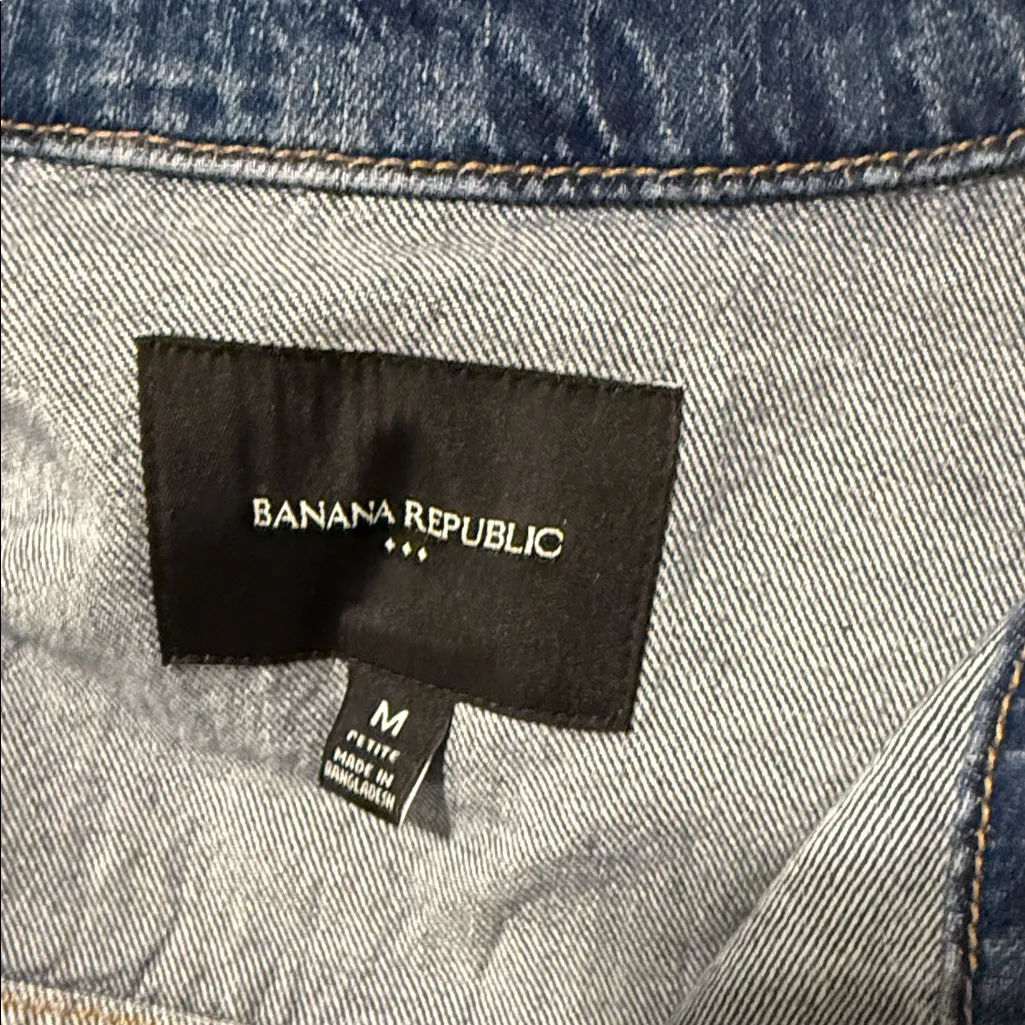 BANANA REPUBLIC
M
PETITE
MADE IN
BANGLADESH